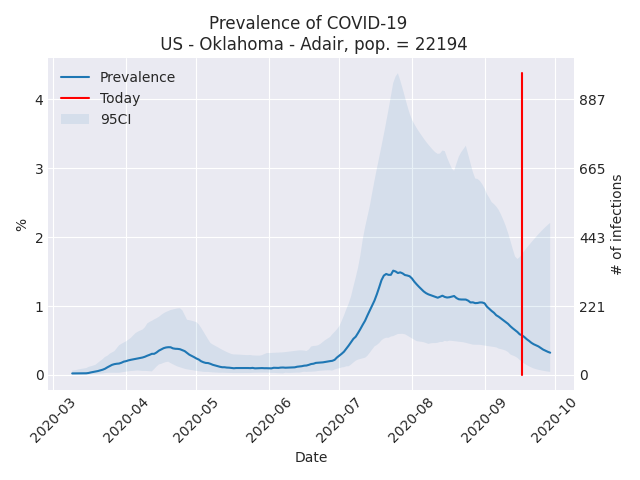 Prevalence of COVID-19
US - Oklahoma - Adair, pop. = 22194
Prevalence
Today
95CI
%
4
3
2
1
0
887
665
443
221
0
# of infections
2020-03
2020-04
2020-05
2020-06
2020-07
2020-08
2020-09
2020-10
Date